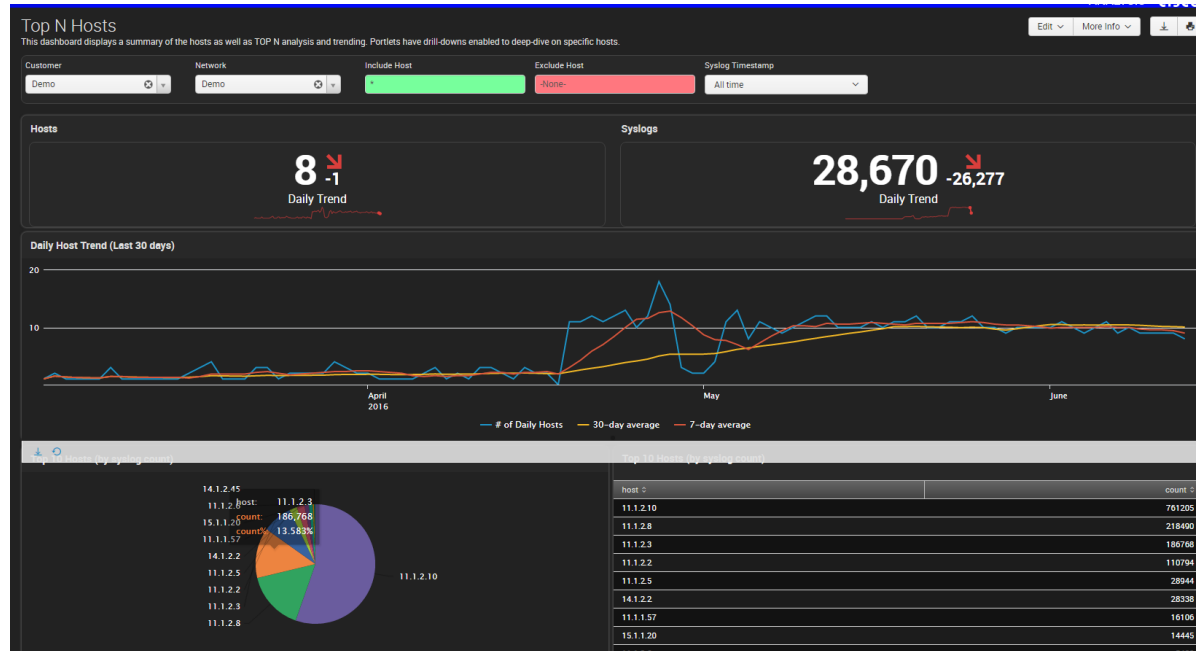 Top N Hosts
This dashboard displays a summary of the hosts as well as TOP N analysis and trending. Portlets have drill-downs enabled to deep-dive on specific hosts.
Edit
More Info
Customer
Network
Include Host
Exclude Host
Syslog Timestamp
Demo
Demo
*
-None-
All time
Hosts
Syslogs
8 -1
Daily Trend
28,670 -26,277
Daily Trend
Daily Host Trend (Last 30 days)
20
10
April
2016
May
June
# of Daily Hosts
30-day average
7-day average
Top 10 Hosts (by syslog count)
14.1.2.45
15.1.1.20
11.1.1.57
14.1.2.2
11.1.2.5
11.1.2.2
11.1.2.3
11.1.2.8
11.1.2.10
host: 11.1.2.3
count: 186,768
count%: 13.583%
Top 10 Hosts (by syslog count)
host count
11.1.2.10 761205
11.1.2.8 218490
11.1.2.3 186768
11.1.2.2 110794
11.1.2.5 28944
14.1.2.2 28338
11.1.1.57 16106
15.1.1.20 14445